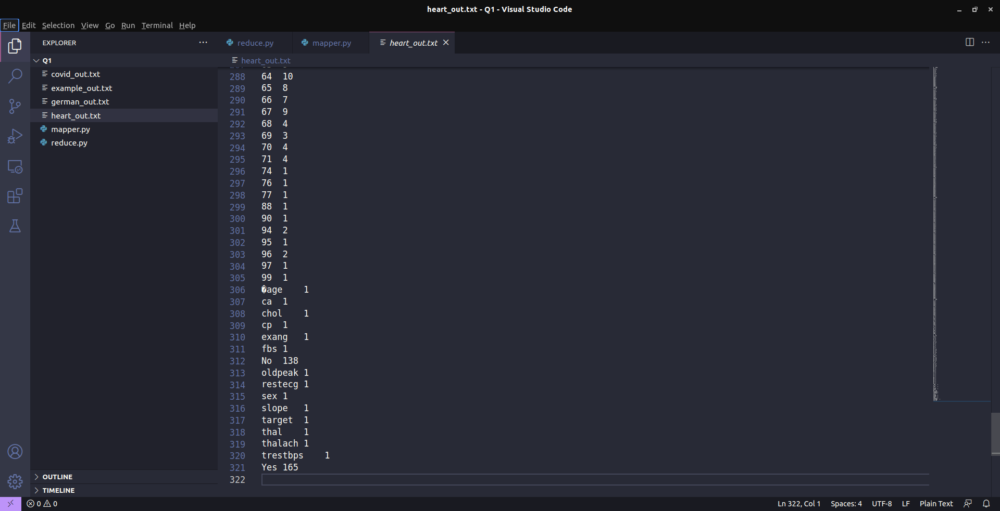 heart_out.txt - Q1 - Visual Studio Code
File Edit Selection View Go Run Terminal Help
EXPLORER
Q1
covid_out.txt
example_out.txt
german_out.txt
heart_out.txt
mapper.py
reduce.py
OUTLINE
TIMELINE
reduce.py mapper.py heart_out.txt
heart_out.txt
288 64 10
289 65 8
290 66 7
291 67 9
292 68 4
293 69 3
294 70 4
295 71 4
296 74 1
297 76 1
298 77 1
299 88 1
300 90 1
301 94 2
302 95 1
303 96 2
304 97 1
305 99 1
306 �age 1
307 ca 1
308 chol 1
309 cp 1
310 exang 1
311 fbs 1
312 No 138
313 oldpeak 1
314 restecg 1
315 sex 1
316 slope 1
317 target 1
318 thal 1
319 thalach 1
320 trestbps 1
321 Yes 165
322
0 0
Ln 322, Col 1 Spaces: 4 UTF-8 LF Plain Text